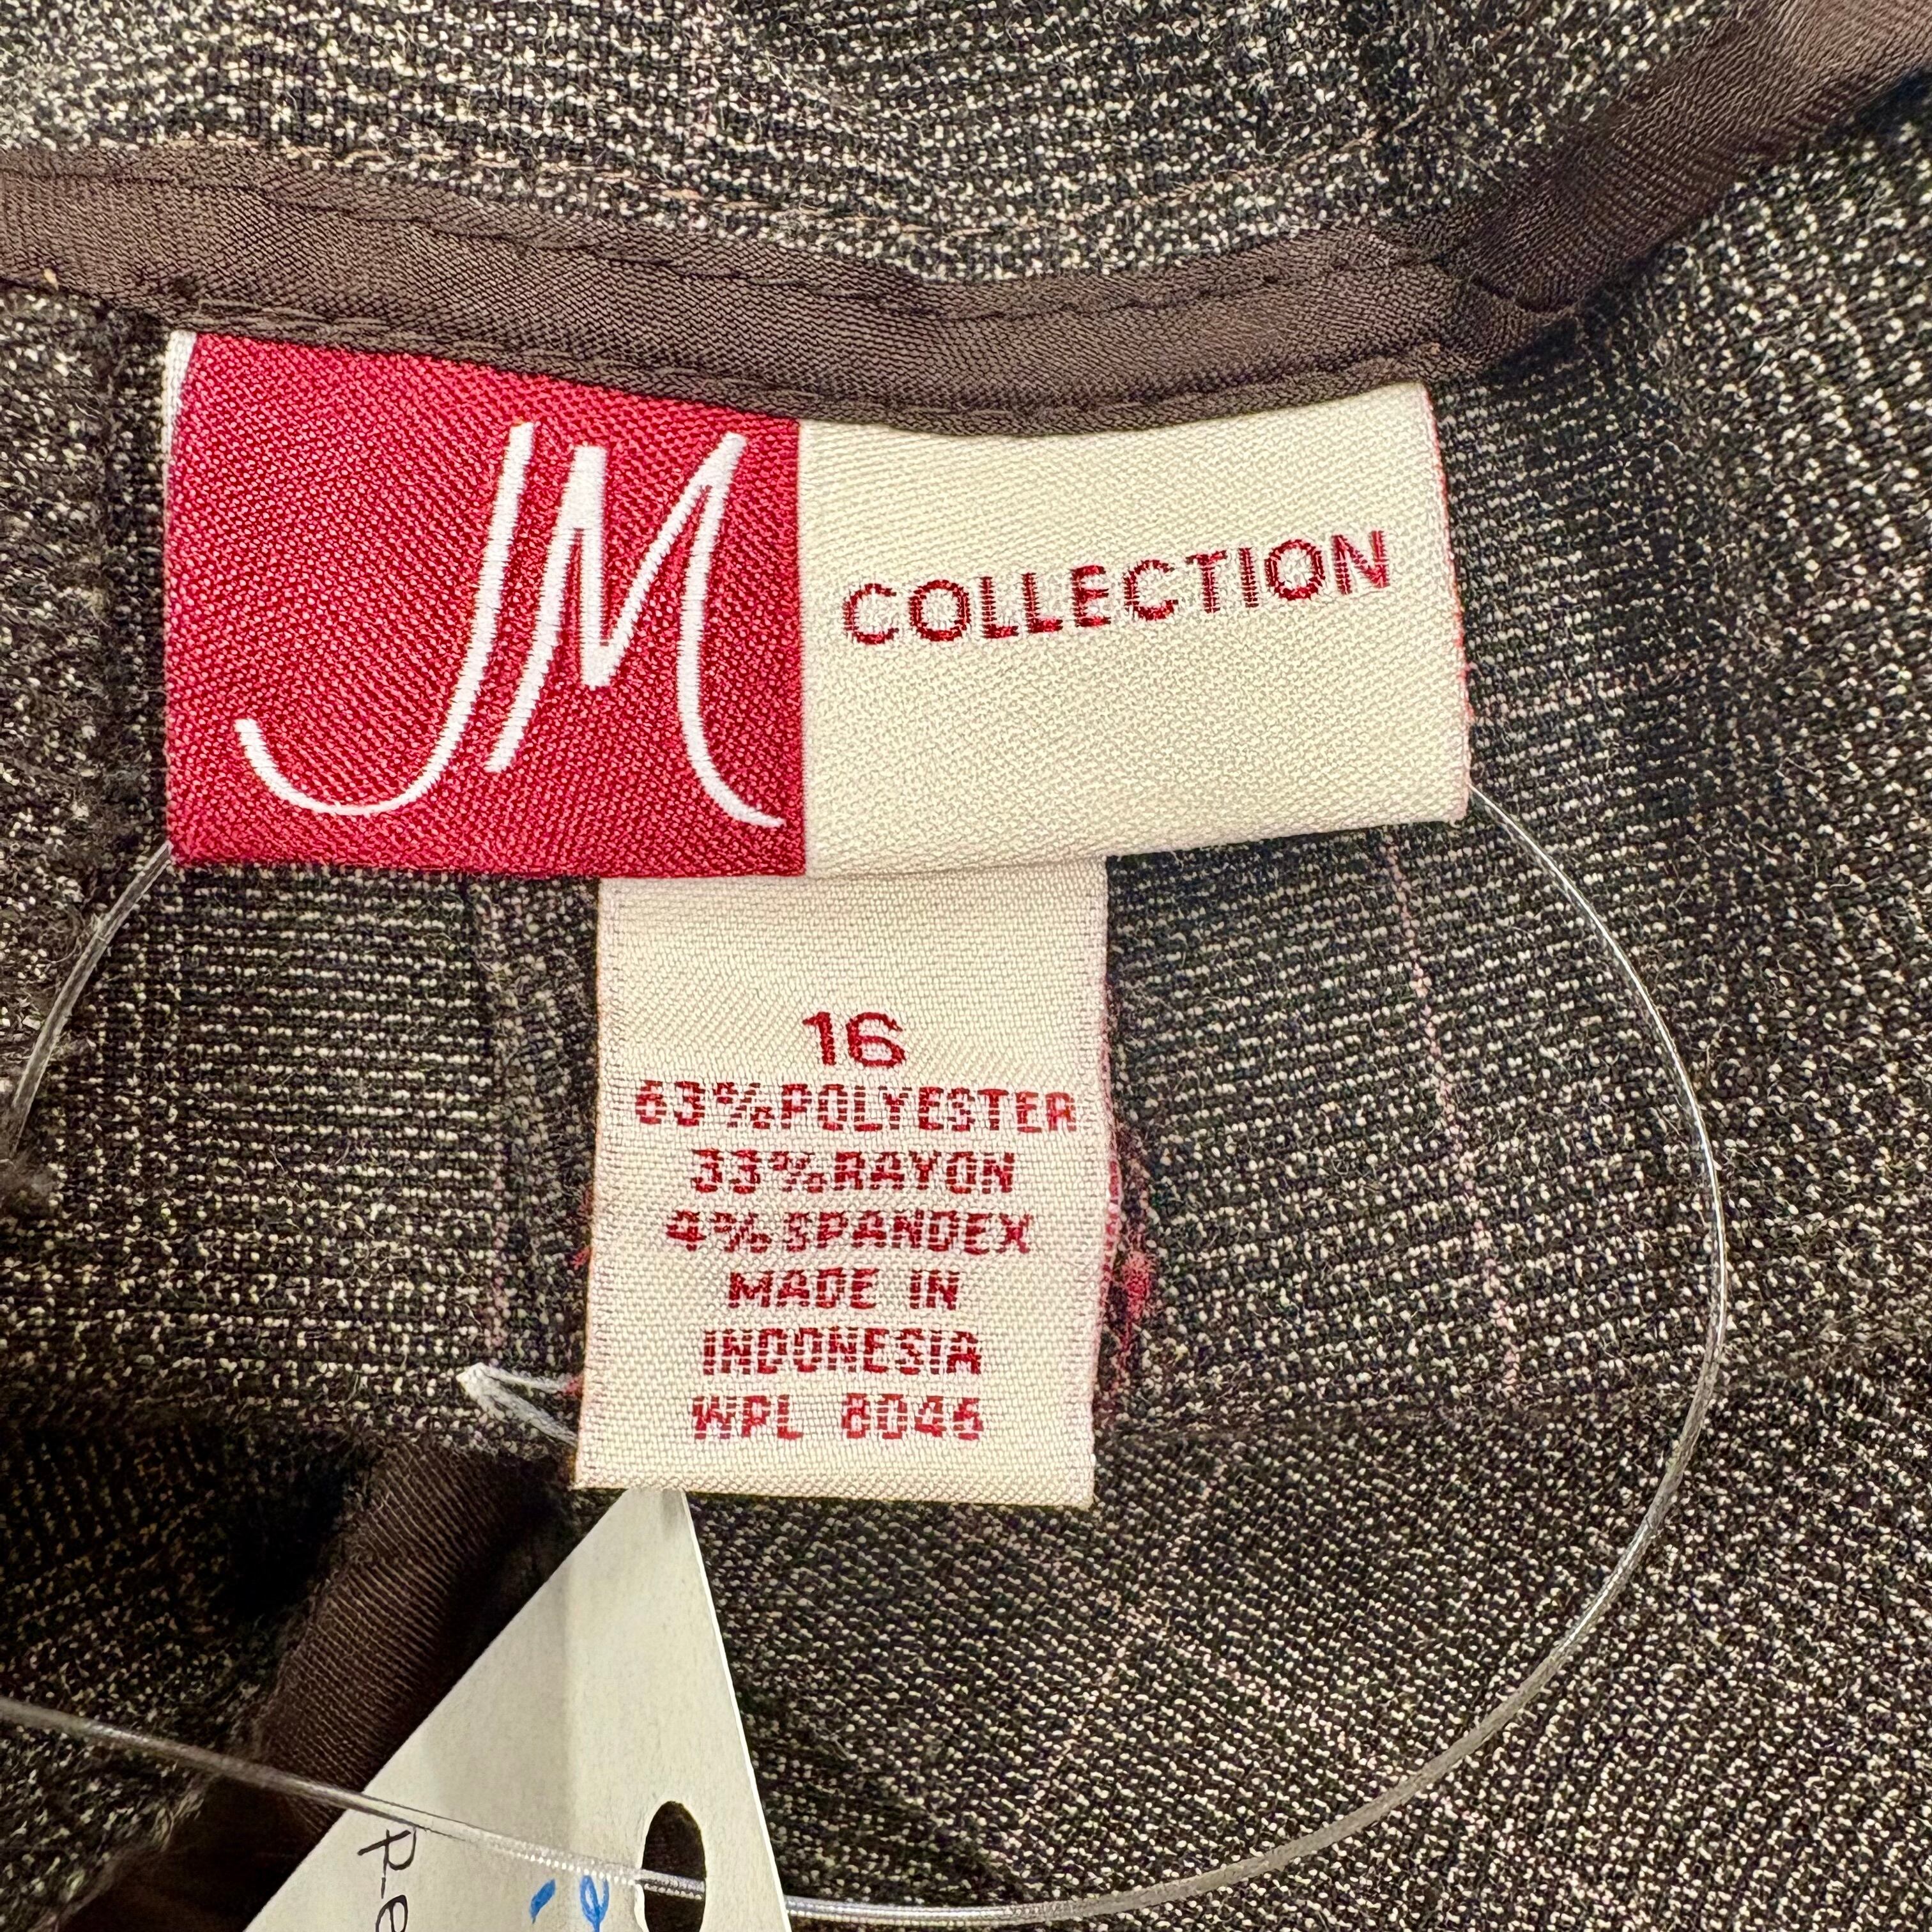 JM COLLECTION
16
63% POLYESTER
33% RAYON
4% SPANDEX
MADE IN
INDONESIA
WPL 8046